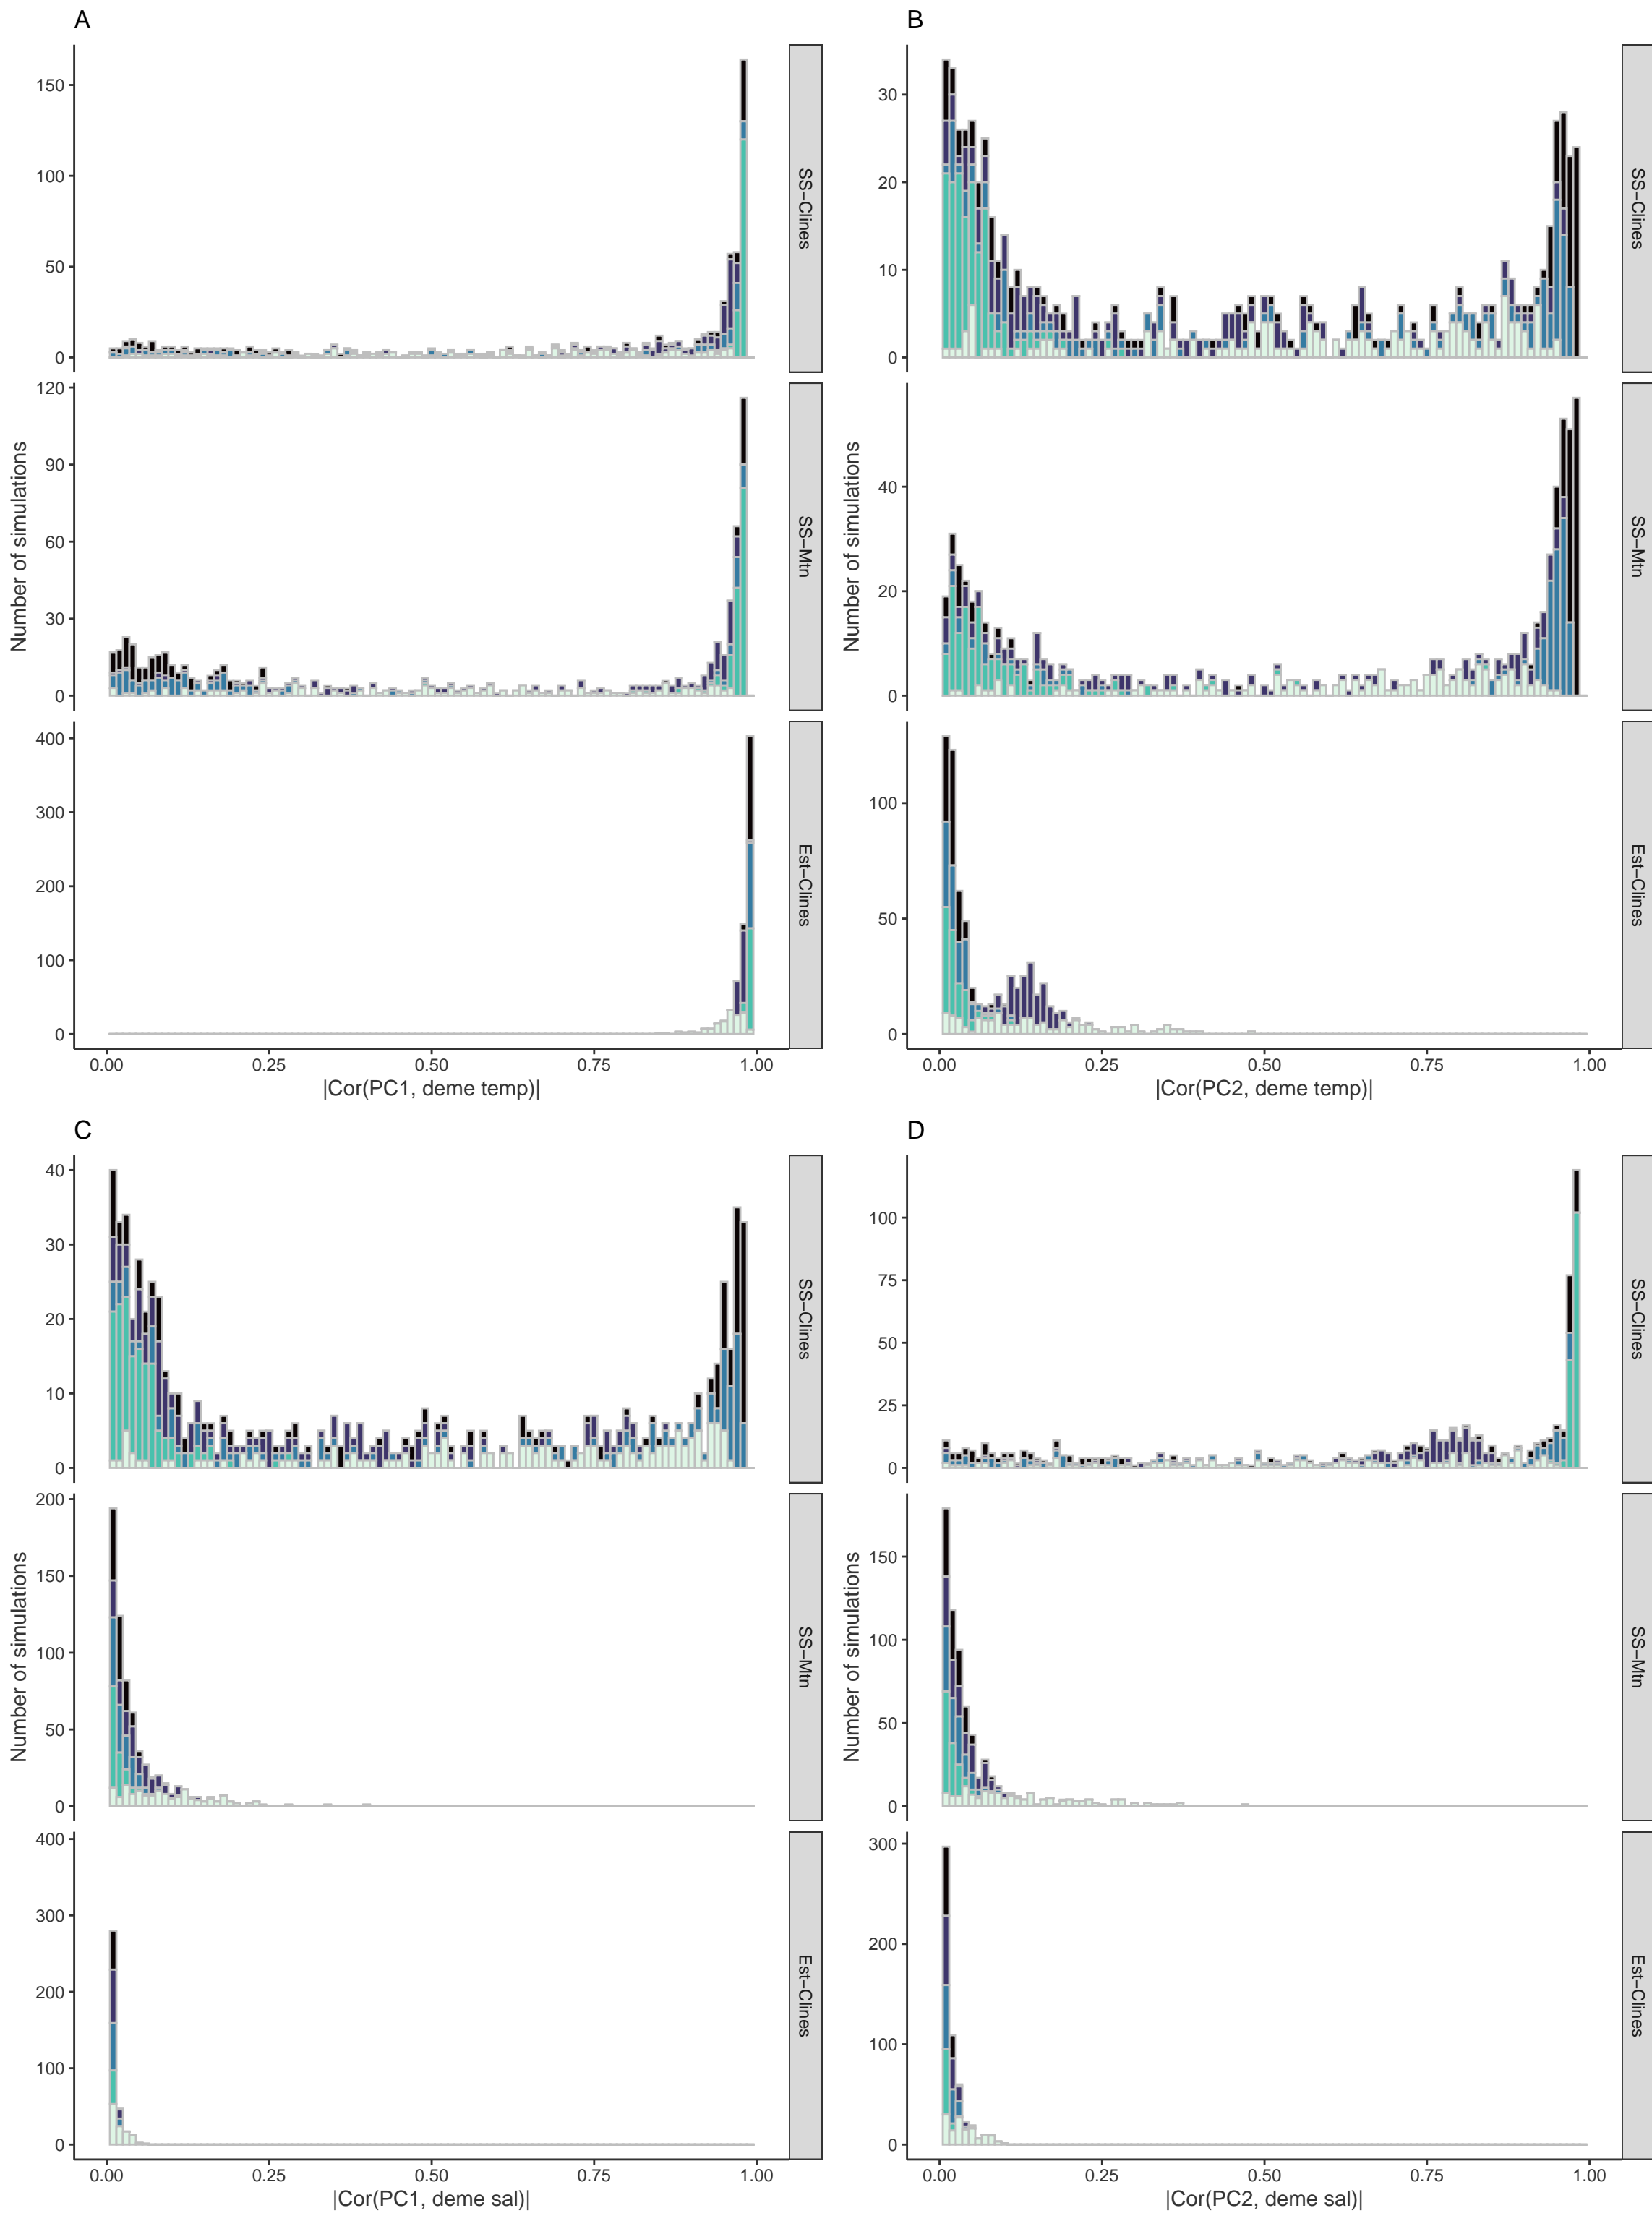 A
150
100
50
0
SS−Clines
120
90
60
30
0
SS−Mtn
400
300
200
100
0
Est−Clines
Number of simulations
0.00 0.25 0.50 0.75 1.00
|Cor(PC1, deme temp)|
B
30
20
10
0
SS−Clines
40
20
0
SS−Mtn
100
50
0
Est−Clines
Number of simulations
0.00 0.25 0.50 0.75 1.00
|Cor(PC2, deme temp)|
C
40
30
20
10
0
SS−Clines
200
150
100
50
0
SS−Mtn
400
300
200
100
0
Est−Clines
Number of simulations
0.00 0.25 0.50 0.75 1.00
|Cor(PC1, deme sal)|
D
100
75
50
25
0
SS−Clines
150
100
50
0
SS−Mtn
300
200
100
0
Est−Clines
Number of simulations
0.00 0.25 0.50 0.75 1.00
|Cor(PC2, deme sal)|